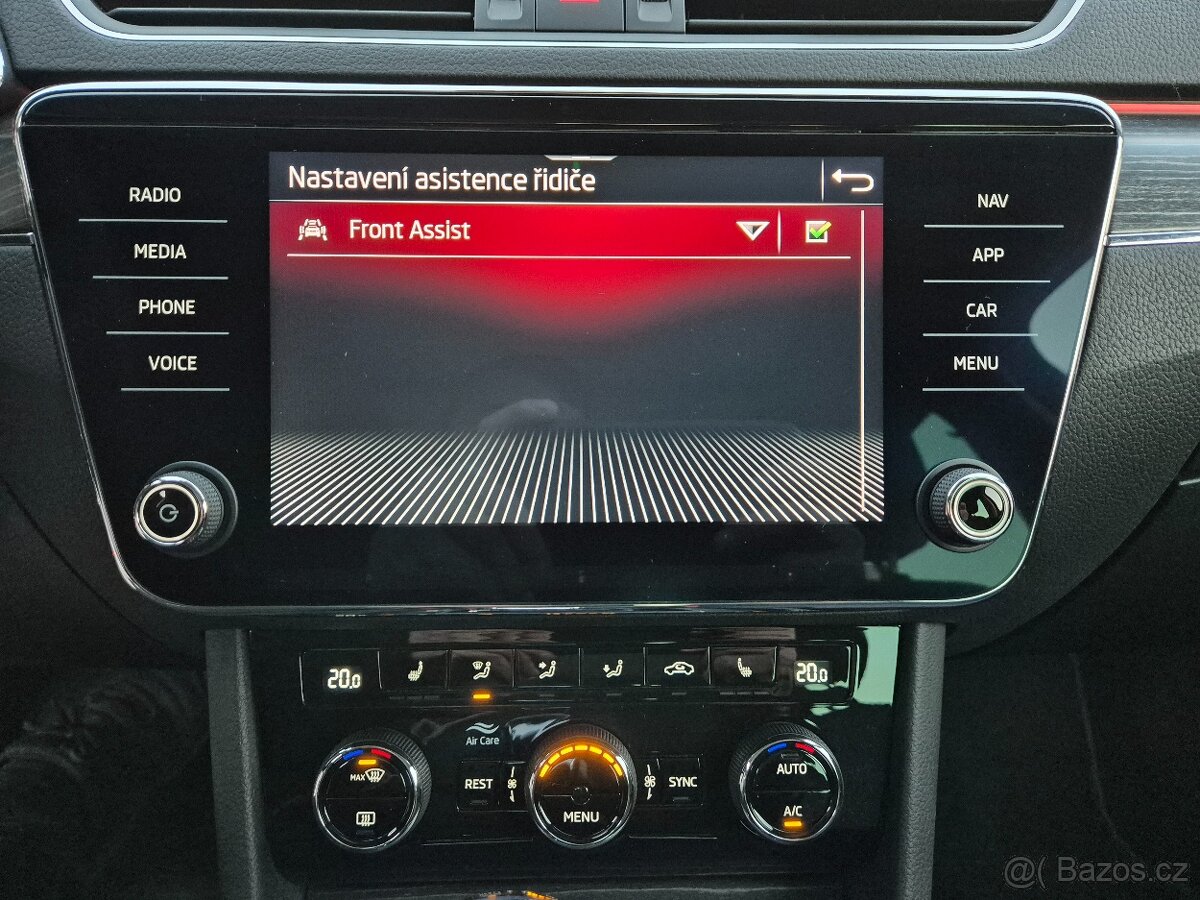 Nastavení asistence řidiče
Front Assist
RADIO
MEDIA
PHONE
VOICE
NAV
APP
CAR
MENU
20.0
20.0
Air Care
MAX
REST
MENU
SYNC
AUTO
A/C
@( Bazos.cz